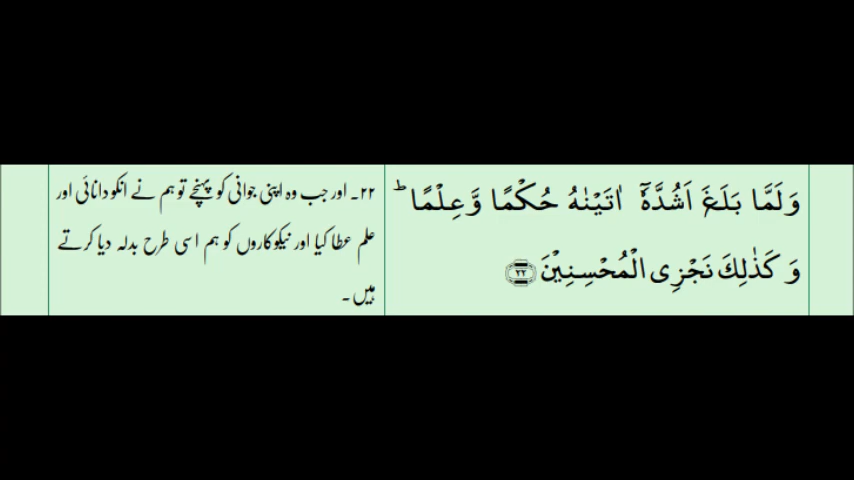 وَلَمَّا بَلَغَ اَشُدَّهٗۤ اٰتَيْنٰهُ حُكْمًا وَّعِلْمًا ؕ
وَ كَذٰلِكَ نَجْزِى الْمُحْسِنِيْنَ ﴿۲۲﴾
۲۲۔ اور جب وہ اپنی جوانی کو پہنچے تو ہم نے انکو دانائی اور
علم عطا کیا اور نیکوکاروں کو ہم اسی طرح بدلہ دیا کرتے
ہیں۔